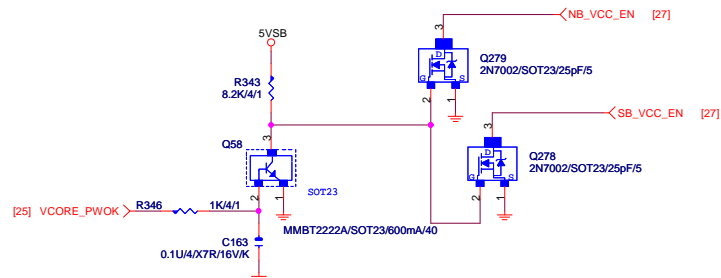 NB_VCC_EN [27]
3
5VSB
D
Q279
2N7002/SOT23/25pF/5
G
S
2
1
R343
8.2K/4/1
SB_VCC_EN [27]
3
D
Q278
2N7002/SOT23/25pF/5
G
S
2
1
3
Q58
SOT23
2
1
[25] VCORE_PWOK
R346
1K/4/1
MMBT2222A/SOT23/600mA/40
C163
0.1U/4/X7R/16V/K